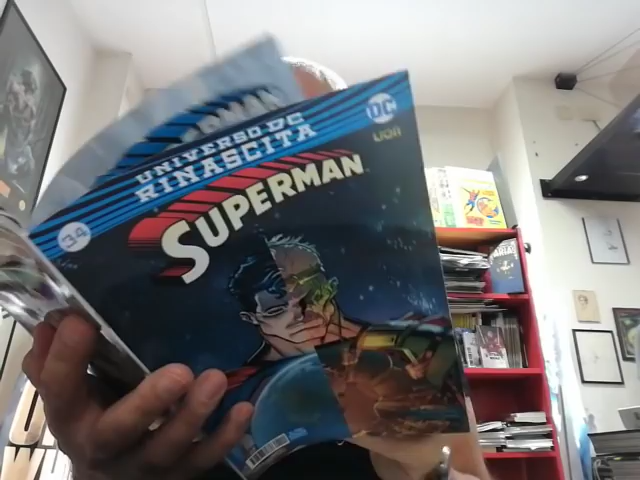 UNIVERSO DC
RINASCITA
DC
LION
34
SUPERMAN